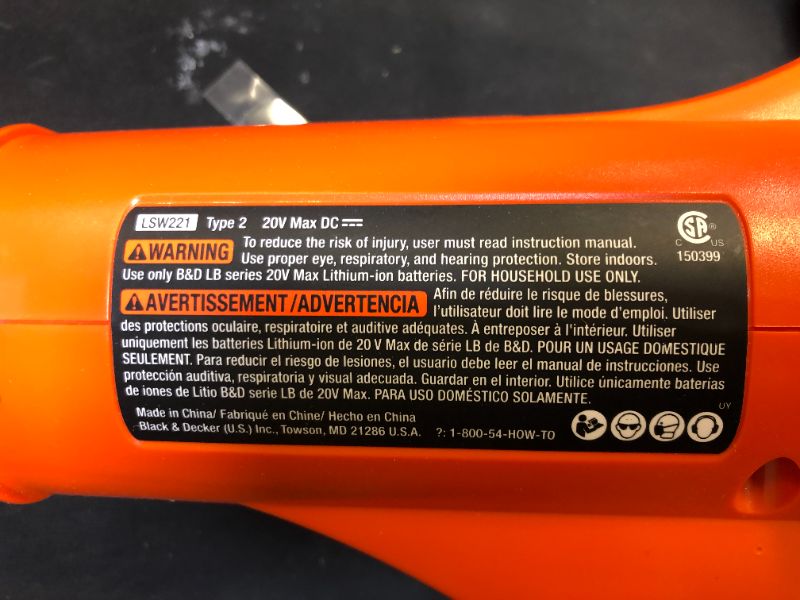 LSW221 Type 2 20V Max DC
CSA ® C US
150399
WARNING To reduce the risk of injury, user must read instruction manual.
Use proper eye, respiratory, and hearing protection. Store indoors.
Use only B&D LB series 20V Max Lithium-ion batteries. FOR HOUSEHOLD USE ONLY.
AVERTISSEMENT/ADVERTENCIA Afin de réduire le risque de blessures,
l'utilisateur doit lire le mode d'emploi. Utiliser
des protections oculaire, respiratoire et auditive adéquates. À entreposer à l'intérieur. Utiliser
uniquement les batteries Lithium-ion de 20 V Max de série LB de B&D. POUR UN USAGE DOMESTIQUE
SEULEMENT. Para reducir el riesgo de lesiones, el usuario debe leer el manual de instrucciones. Use
protección auditiva, respiratoria y visual adecuada. Guardar en el interior. Utilice únicamente baterías
de iones de Litio B&D serie LB de 20V Max. PARA USO DOMÉSTICO SOLAMENTE.
UY
Made in China/ Fabriqué en Chine/ Hecho en China
Black & Decker (U.S.) Inc., Towson, MD 21286 U.S.A. ?: 1-800-54-HOW-TO